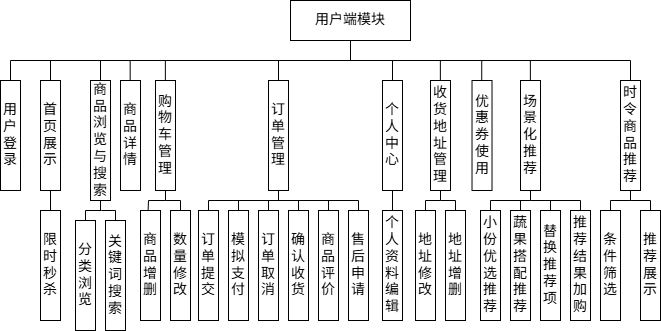 用户端模块
用户登录
首页展示
商品浏览与搜索
商品详情
购物车管理
订单管理
个人中心
收货地址管理
优惠券使用
场景化推荐
时令商品推荐
限时秒杀
分类浏览
关键词搜索
商品增删
数量修改
订单提交
模拟支付
订单取消
确认收货
商品评价
售后申请
个人资料编辑
地址修改
地址增删
小份优选推荐
蔬果搭配推荐
替换推荐项
推荐结果加购
条件筛选
推荐展示